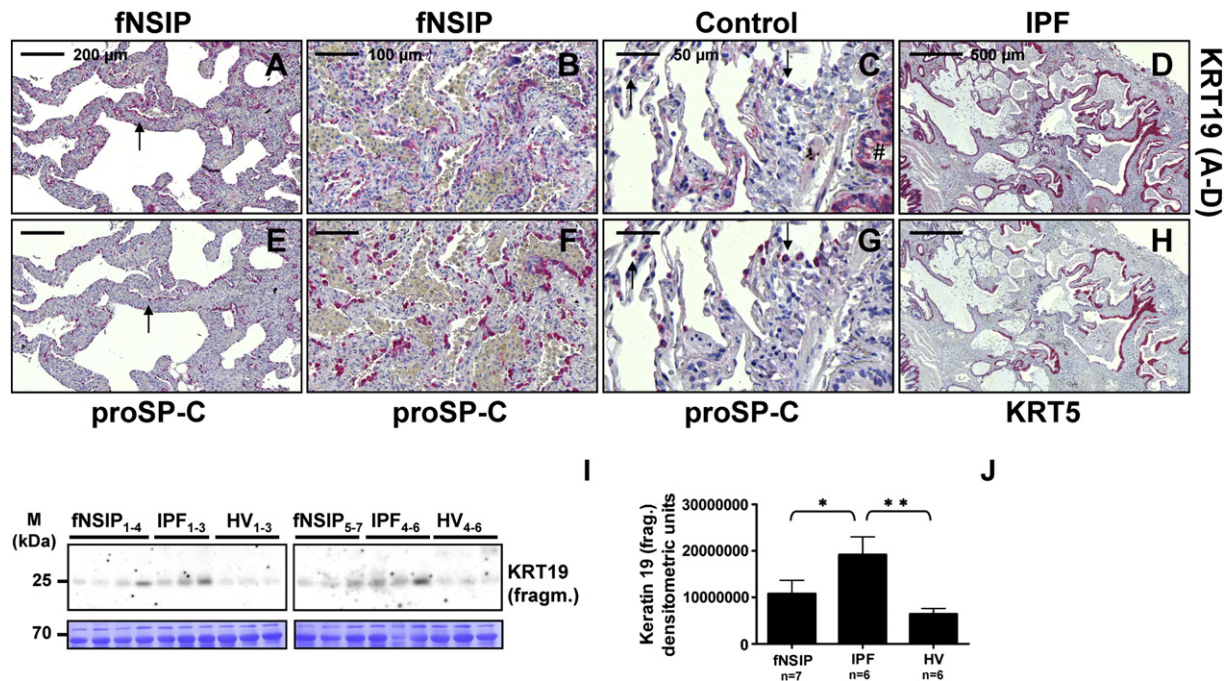 fNSIP fNSIP Control IPF
200 µm A 100 µm B 50 µm C 500 µm D
#
KRT19 (A-D)
E F G H
proSP-C proSP-C proSP-C KRT5
I J
M
(kDa)
fNSIP1-4 IPF1-3 HV1-3 fNSIP5-7 IPF4-6 HV4-6
25
KRT19
(fragm.)
70
Keratin 19 (frag.)
densitometric units
30000000
20000000
10000000
0
* **
fNSIP IPF HV
n=7 n=6 n=6